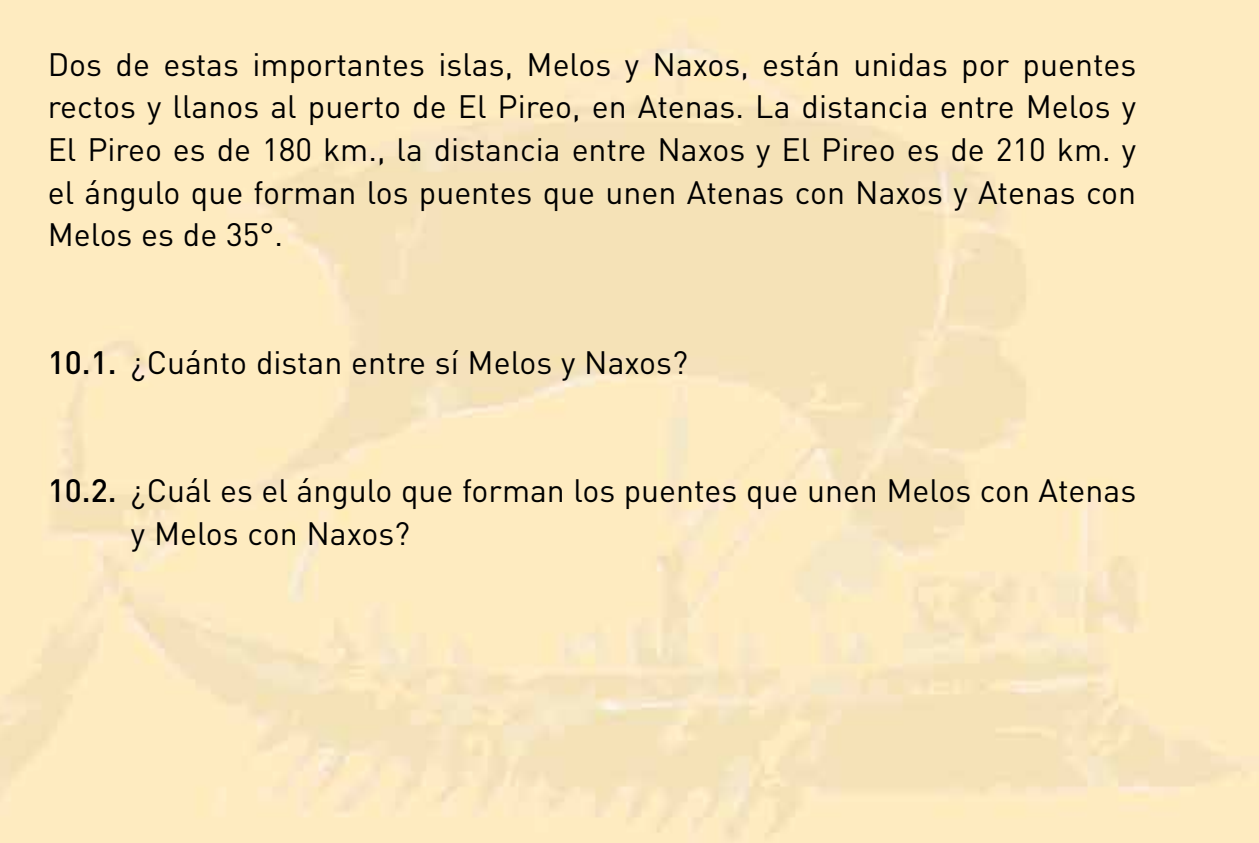 Dos de estas importantes islas, Melos y Naxos, están unidas por puentes
rectos y llanos al puerto de El Pireo, en Atenas. La distancia entre Melos y
El Pireo es de 180 km., la distancia entre Naxos y El Pireo es de 210 km. y
el ángulo que forman los puentes que unen Atenas con Naxos y Atenas con
Melos es de 35°.
10.1. ¿Cuánto distan entre sí Melos y Naxos?
10.2. ¿Cuál es el ángulo que forman los puentes que unen Melos con Atenas
y Melos con Naxos?